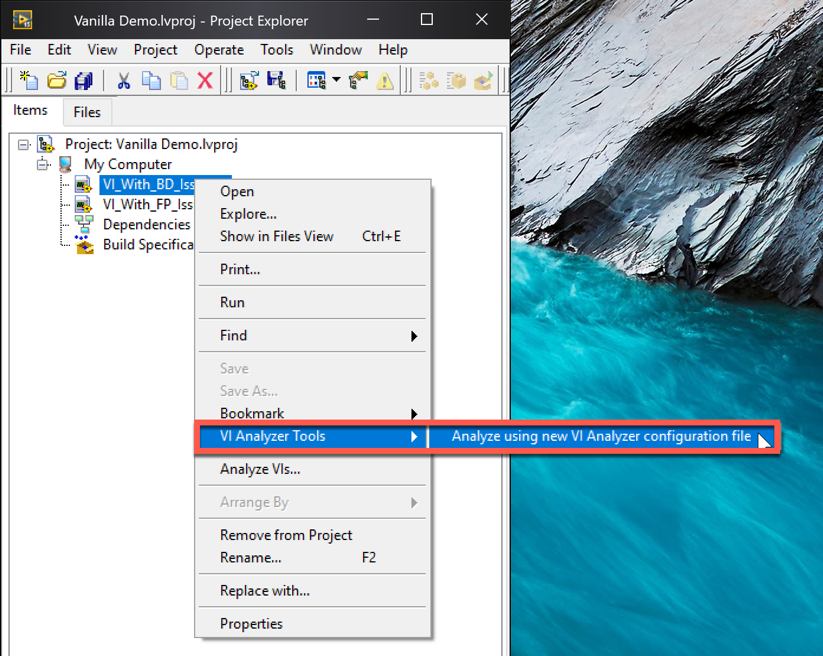 Vanilla Demo.lvproj - Project Explorer
File Edit View Project Operate Tools Window Help
Items Files
Project: Vanilla Demo.lvproj
My Computer
VI_With_BD_Iss
VI_With_FP_Iss
Dependencies
Build Specifica
Open
Explore...
Show in Files View Ctrl+E
Print...
Run
Find
Save
Save As...
Bookmark
VI Analyzer Tools Analyze using new VI Analyzer configuration file
Analyze VIs...
Arrange By
Remove from Project
Rename... F2
Replace with...
Properties